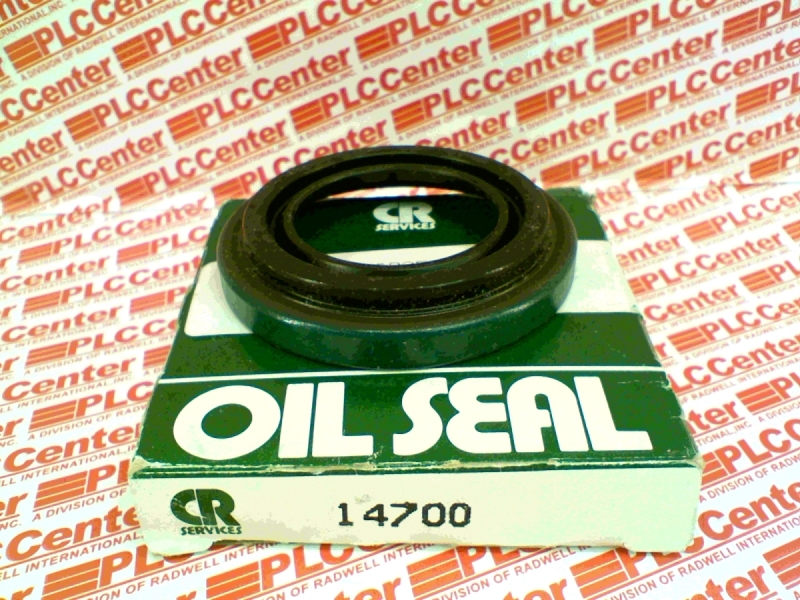 CR
SERVICES
OIL SEAL
CR
SERVICES
14700
PLCCenter
A DIVISION OF RADWELL INTERNATIONAL, INC.